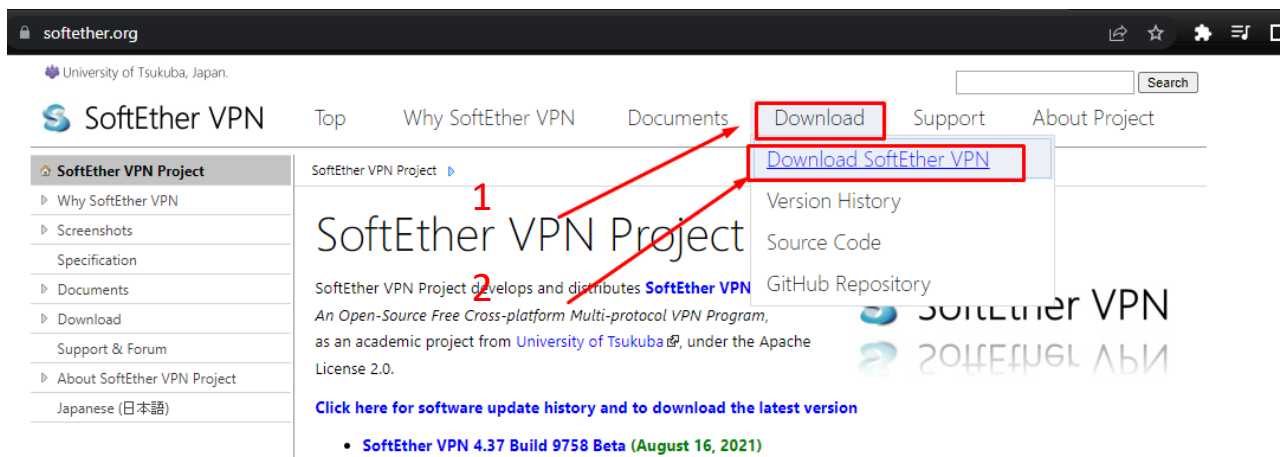 softether.org
University of Tsukuba, Japan.
Search
SoftEther VPN
Top Why SoftEther VPN Documents Download Support About Project
Download SoftEther VPN
Version History
Source Code
GitHub Repository
SoftEther VPN Project
Why SoftEther VPN
Screenshots
Specification
Documents
Download
Support & Forum
About SoftEther VPN Project
Japanese (日本語)
SoftEther VPN Project
1
SoftEther VPN Project
2
SoftEther VPN Project develops and distributes SoftEther VPN
An Open-Source Free Cross-platform Multi-protocol VPN Program,
as an academic project from University of Tsukuba, under the Apache
License 2.0.
SoftEther VPN
Click here for software update history and to download the latest version
SoftEther VPN 4.37 Build 9758 Beta (August 16, 2021)